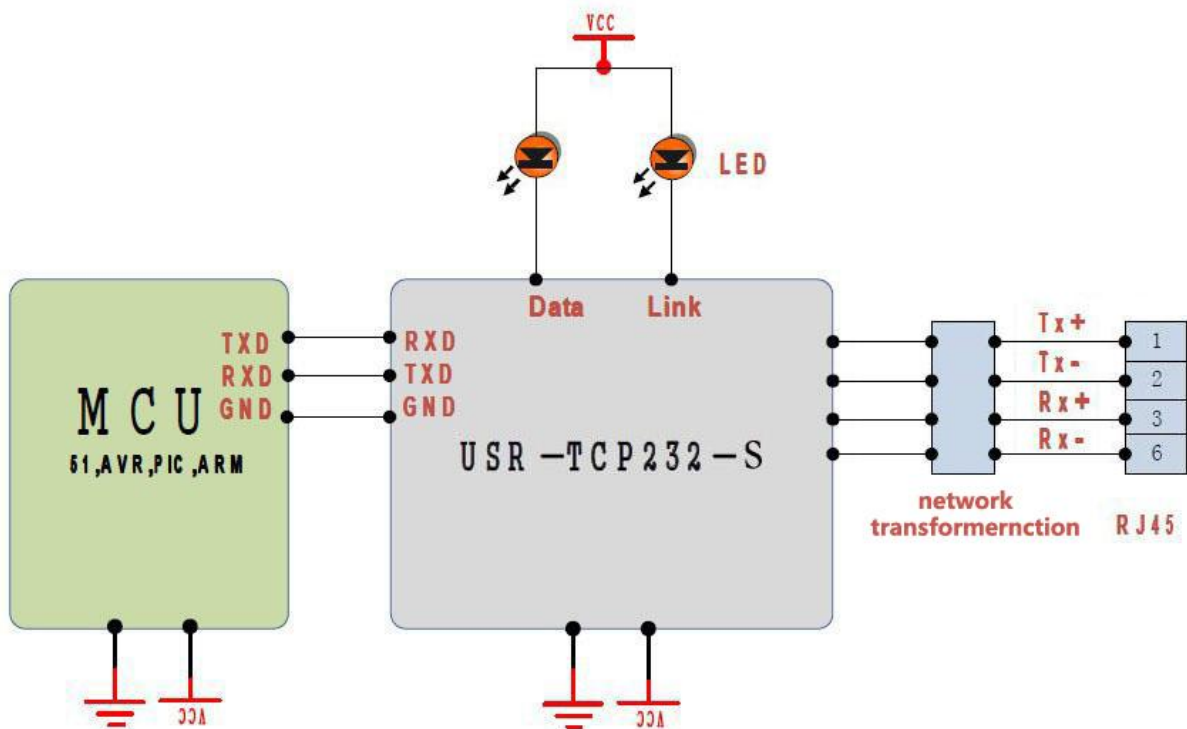 VCC
LED
Data
Link
TXD
RXD
GND
MCU
51,AVR,PIC,ARM
RXD
TXD
GND
USR-TCP232-S
Tx+
Tx-
Rx+
Rx-
1
2
3
6
network
transformernction
RJ45
VCC
VCC